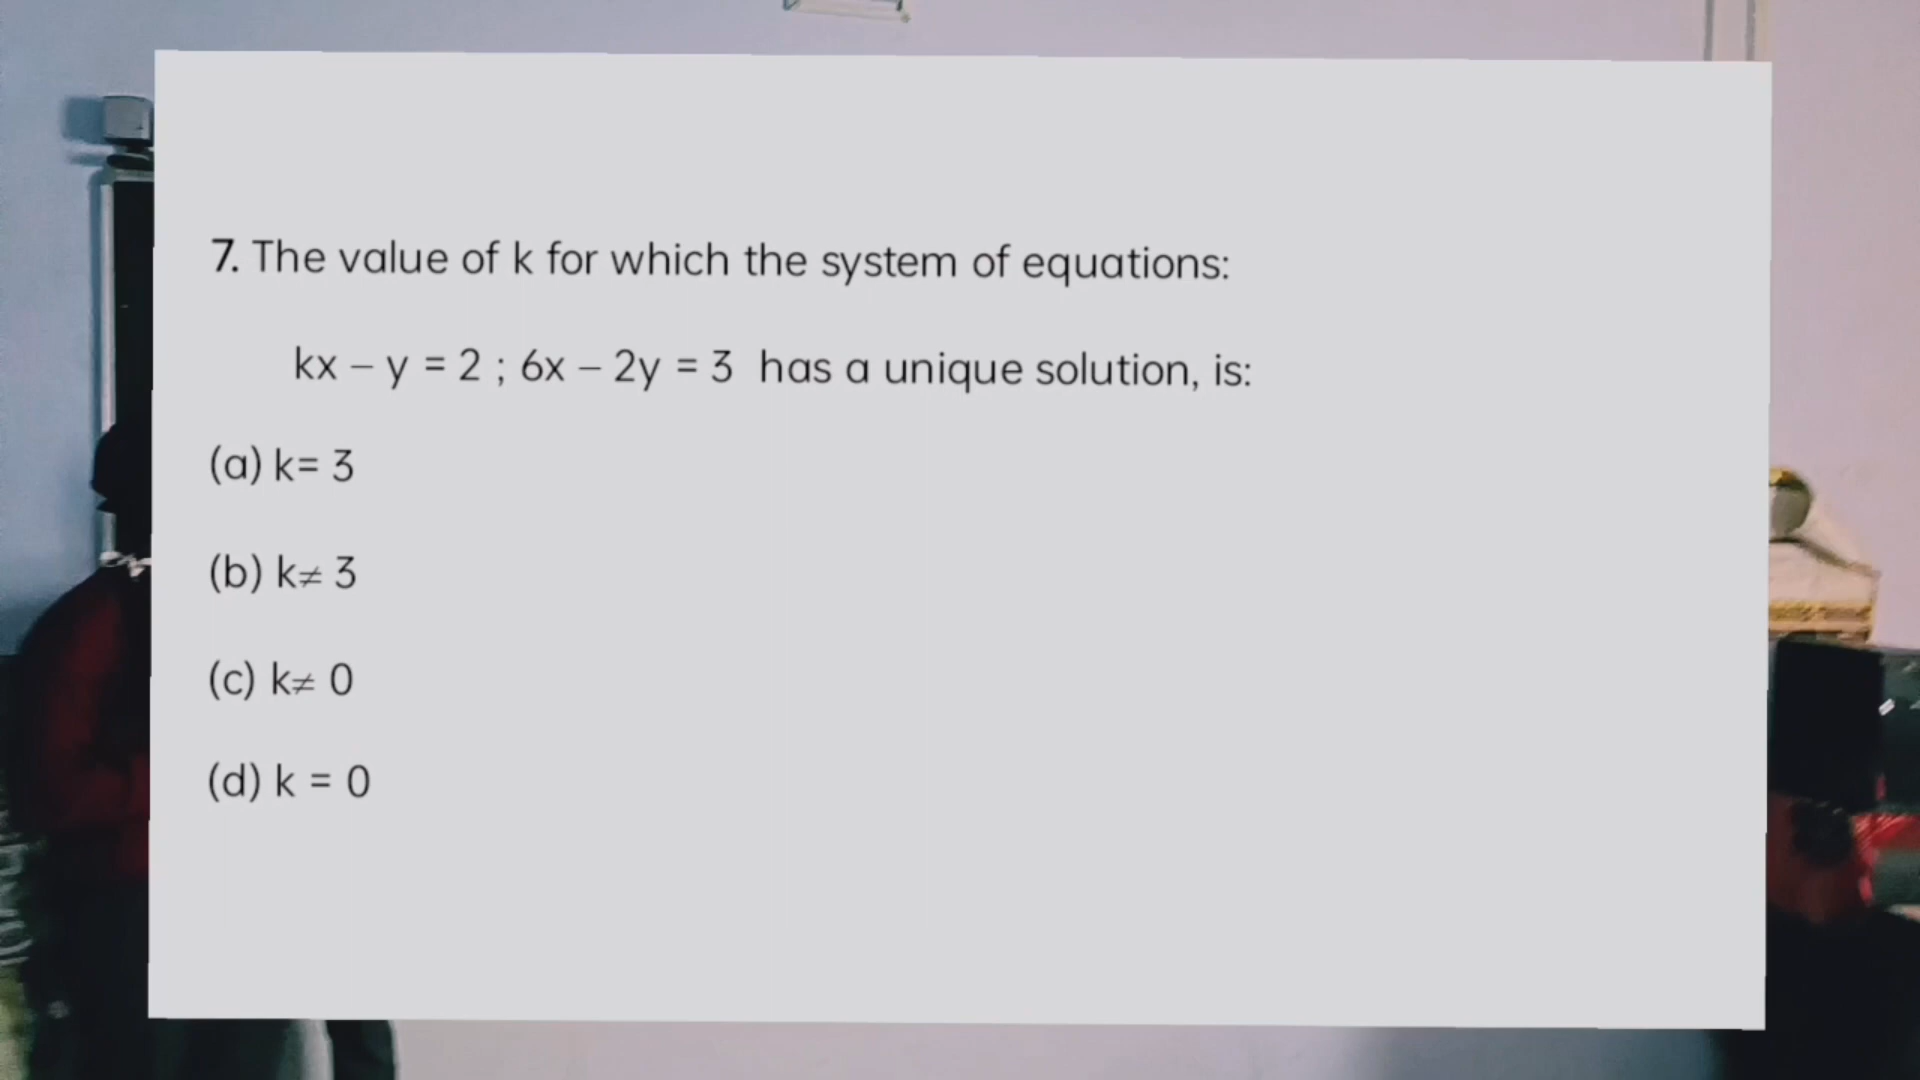 7. The value of k for which the system of equations:
kx – y = 2 ; 6x – 2y = 3 has a unique solution, is:
(a) k= 3
(b) k≠ 3
(c) k≠ 0
(d) k = 0